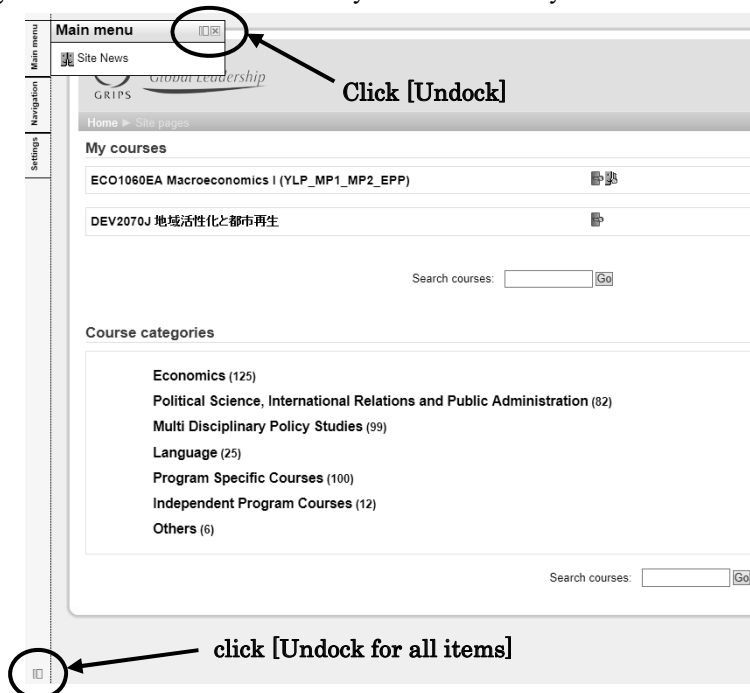 Main menu
Main menu
Site News
Click [Undock]
Global Leadership
GRIPS
Navigation
Home ► Site pages
Settings
My courses
ECO1060EA Macroeconomics I (YLP_MP1_MP2_EPP)
DEV2070J 地域活性化と都市再生
Search courses: Go
Course categories
Economics (125)
Political Science, International Relations and Public Administration (82)
Multi Disciplinary Policy Studies (99)
Language (25)
Program Specific Courses (100)
Independent Program Courses (12)
Others (6)
Search courses: Go
click [Undock for all items]